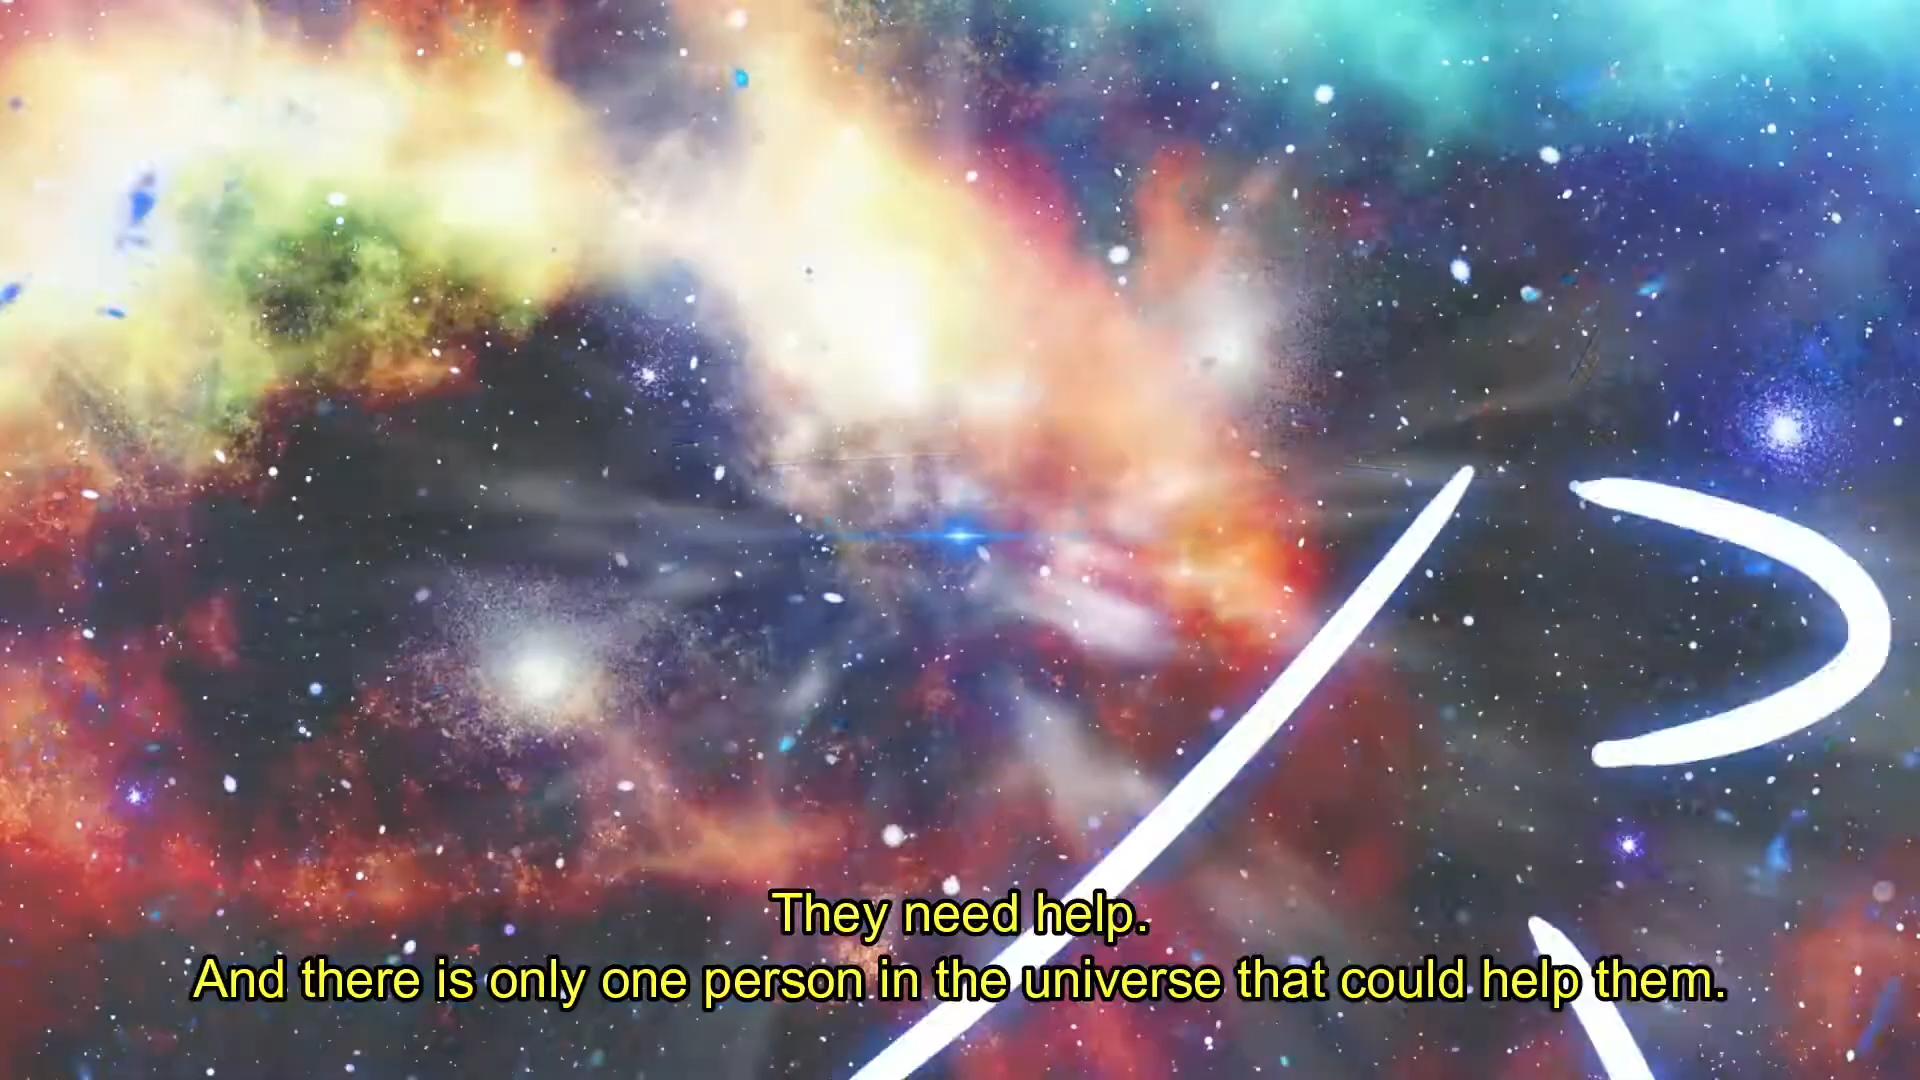 They need help.
And there is only one person in the universe that could help them.